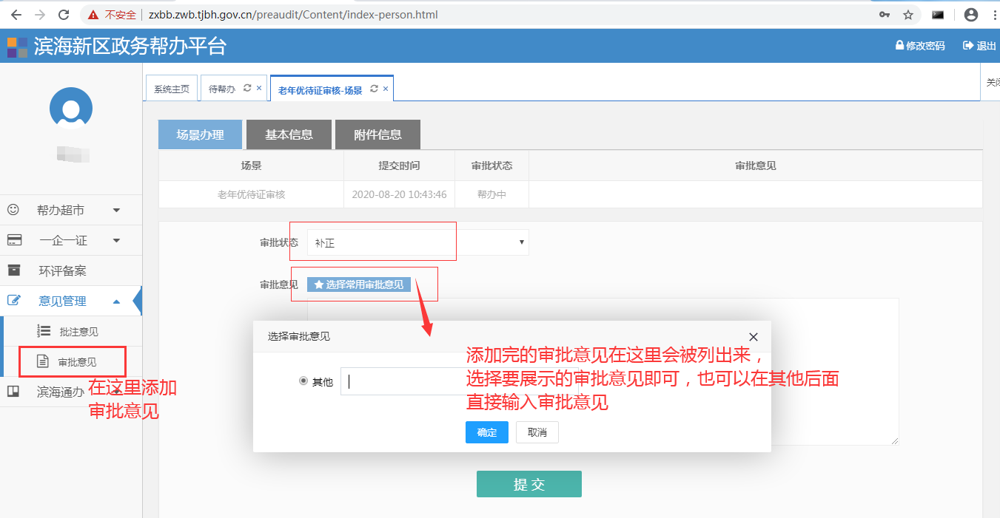 不安全 zxbb.zwb.tjbh.gov.cn/preaudit/Content/index-person.html
滨海新区政务帮办平台
修改密码 退出
系统主页 待帮办 老年优待证审核-场景
场景办理 基本信息 附件信息
场景 提交时间 审批状态 审批意见
老年优待证审核 2020-08-20 10:43:46 帮办中
帮办超市
一企一证
环评备案
意见管理
批注意见
审批意见
滨海通办
在这里添加
审批意见
审批状态 补正
审批意见 选择常用审批意见
选择审批意见
其他
添加完的审批意见在这里会被列出来，
选择要展示的审批意见即可，也可以在其他后面
直接输入审批意见
确定 取消
提 交